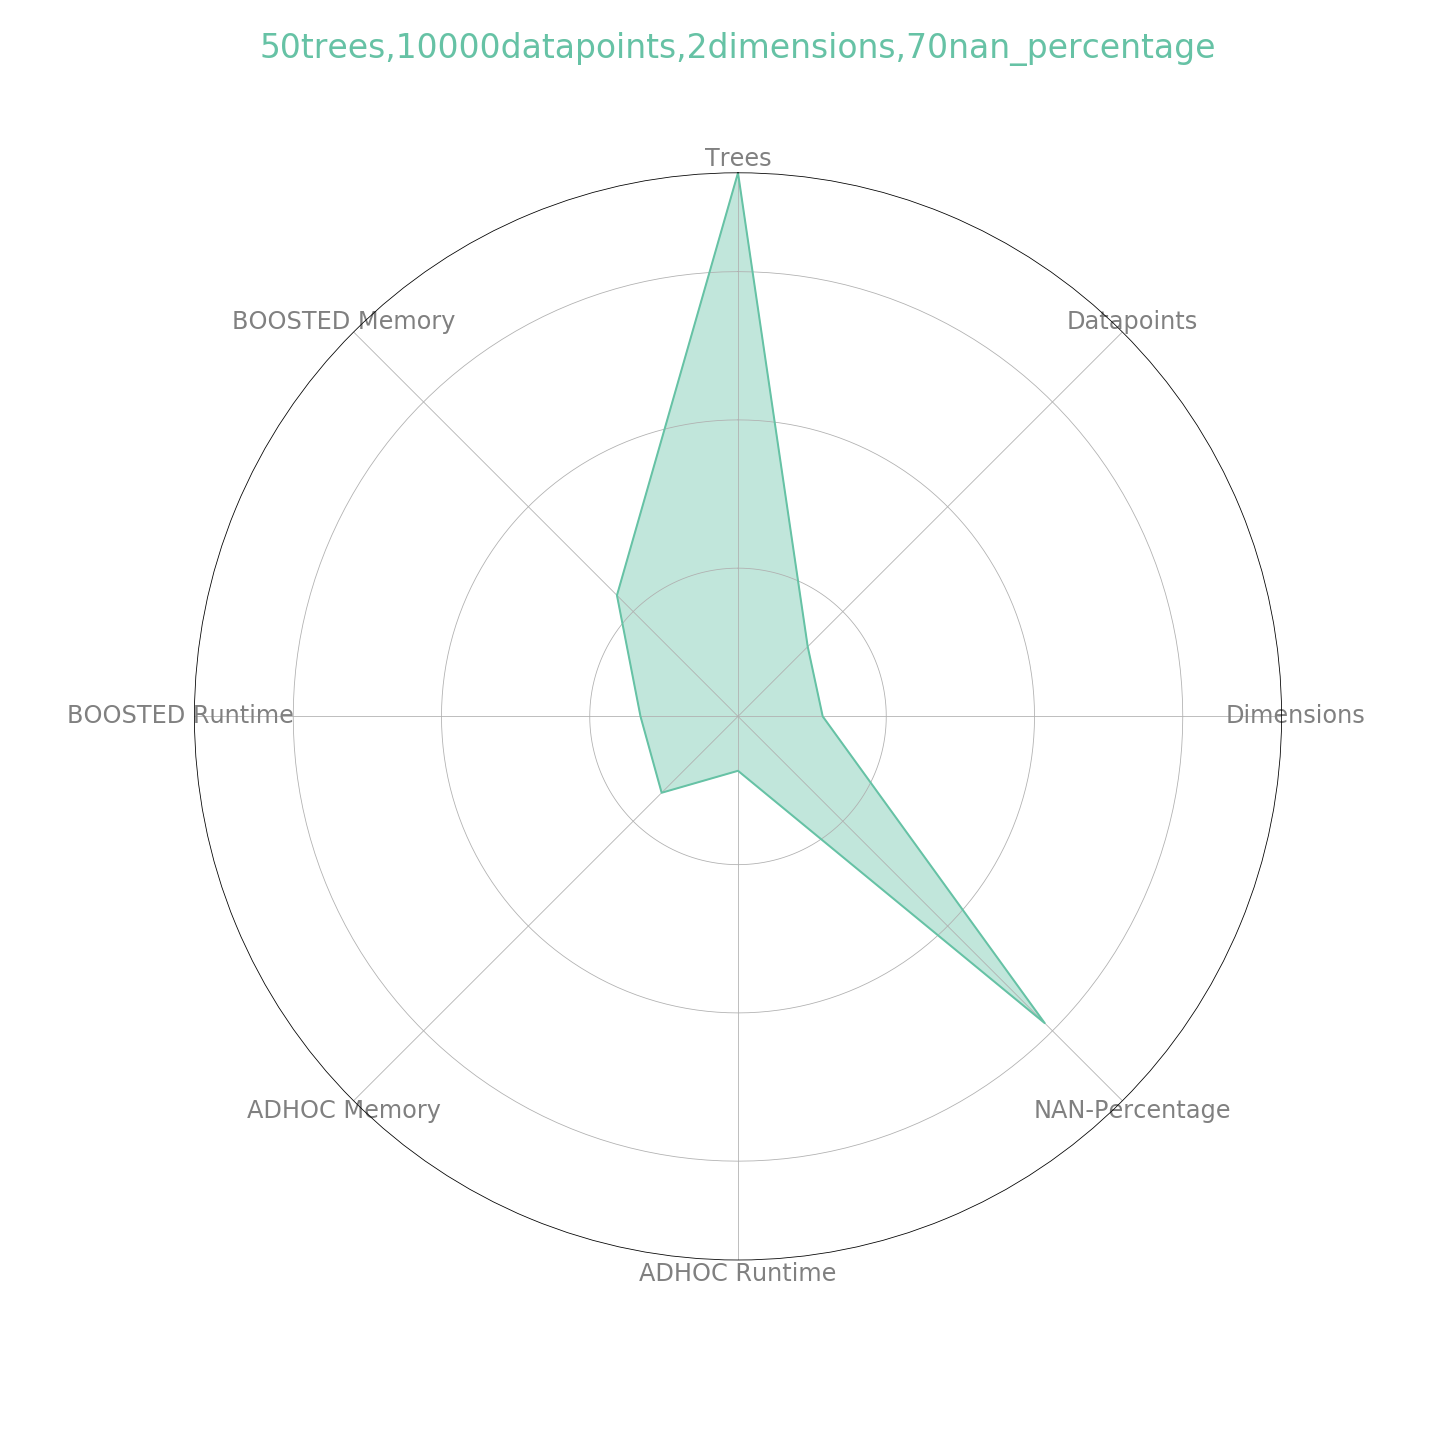 50trees,10000datapoints,2dimensions,70nan_percentage
Trees
BOOSTED Memory
Datapoints
BOOSTED Runtime
Dimensions
ADHOC Memory
NAN-Percentage
ADHOC Runtime